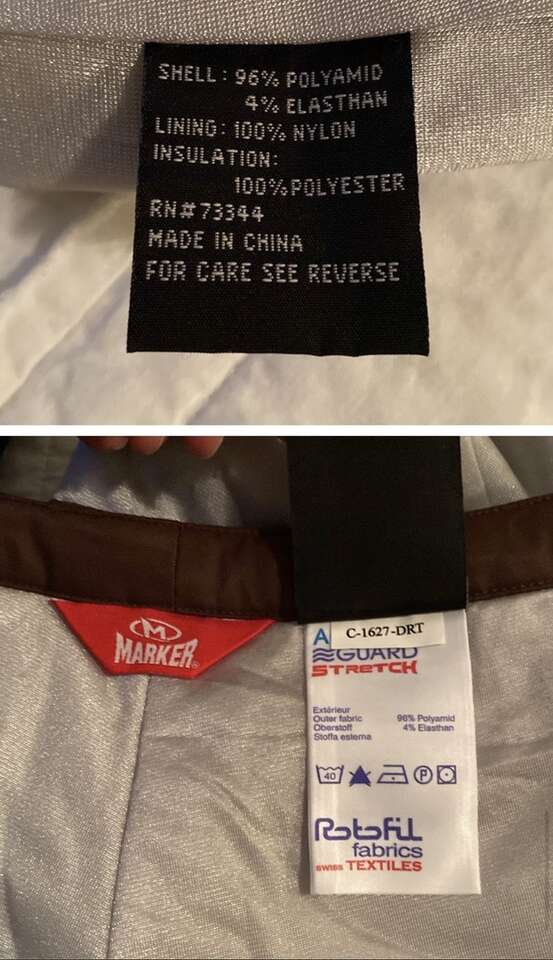 SHELL: 96% POLYAMID
4% ELASTHAN
LINING: 100% NYLON
INSULATION:
100% POLYESTER
RN#73344
MADE IN CHINA
FOR CARE SEE REVERSE
M
MARKER®
A C-1627-DRT
GUARD
STRETCH
Extérieur
Outer fabric 96% Polyamid
Oberstoff 4% Elasthan
Stoffa esterna
40 P
Rotofil
fabrics
SWISS TEXTILES